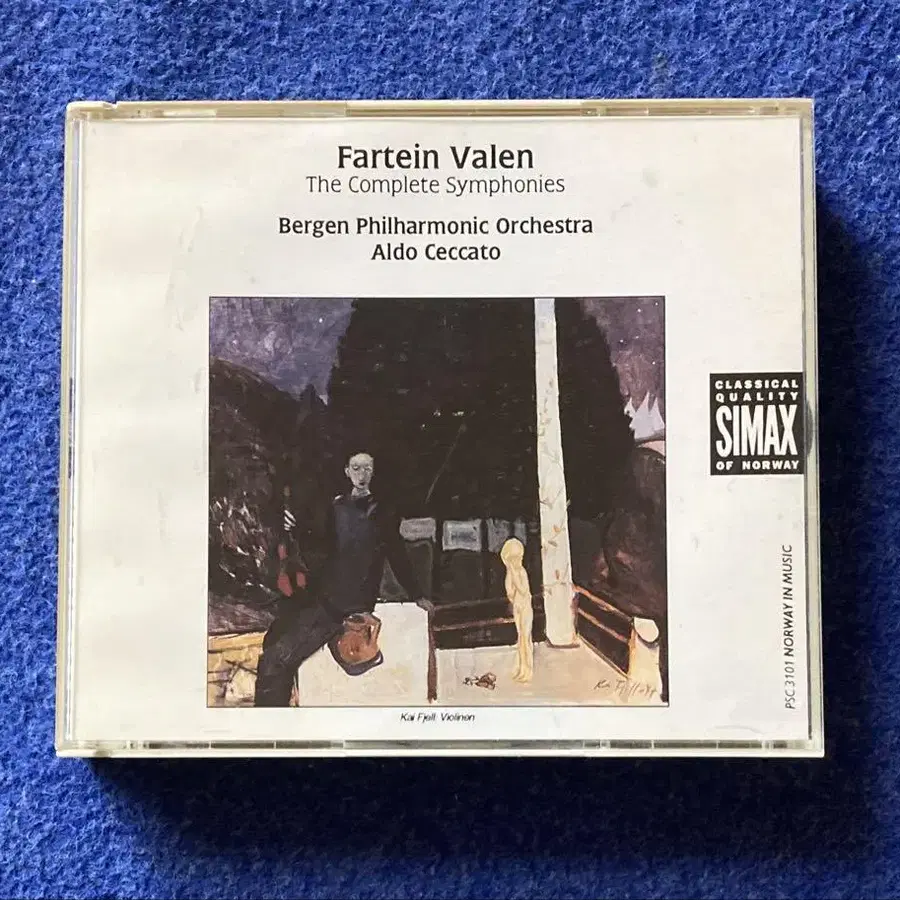 Fartein Valen
The Complete Symphonies
Bergen Philharmonic Orchestra
Aldo Ceccato
CLASSICAL
QUALITY
SIMAX
OF NORWAY
PSC 3101 NORWAY IN MUSIC
Kai Fjell: Violinen